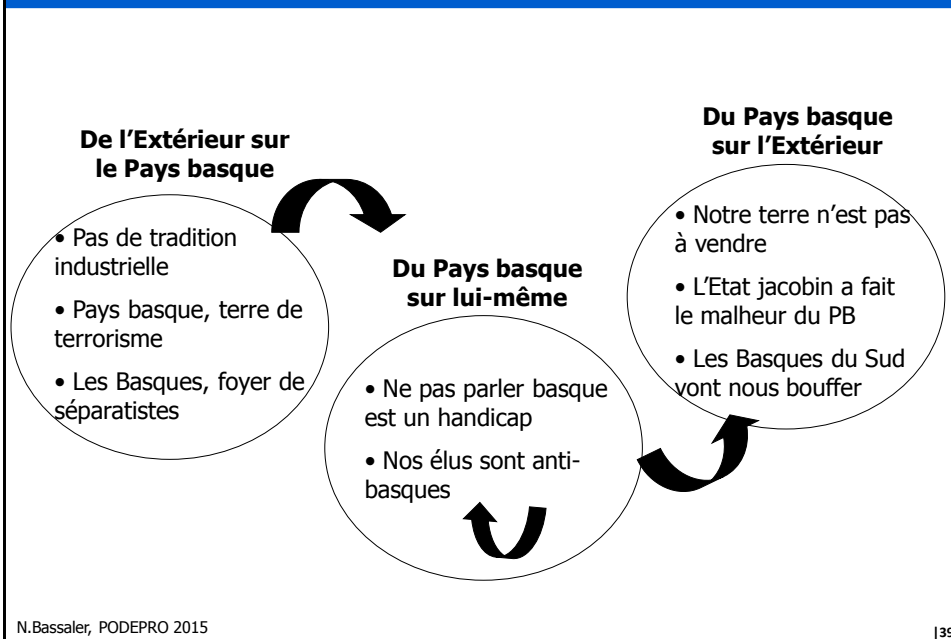 De l'Extérieur sur
le Pays basque
• Pas de tradition
industrielle
• Pays basque, terre de
terrorisme
• Les Basques, foyer de
séparatistes
Du Pays basque
sur lui-même
• Ne pas parler basque
est un handicap
• Nos élus sont anti-
basques
Du Pays basque
sur l'Extérieur
• Notre terre n'est pas
à vendre
• L'Etat jacobin a fait
le malheur du PB
• Les Basques du Sud
vont nous bouffer
N.Bassaler, PODEPRO 2015
|39